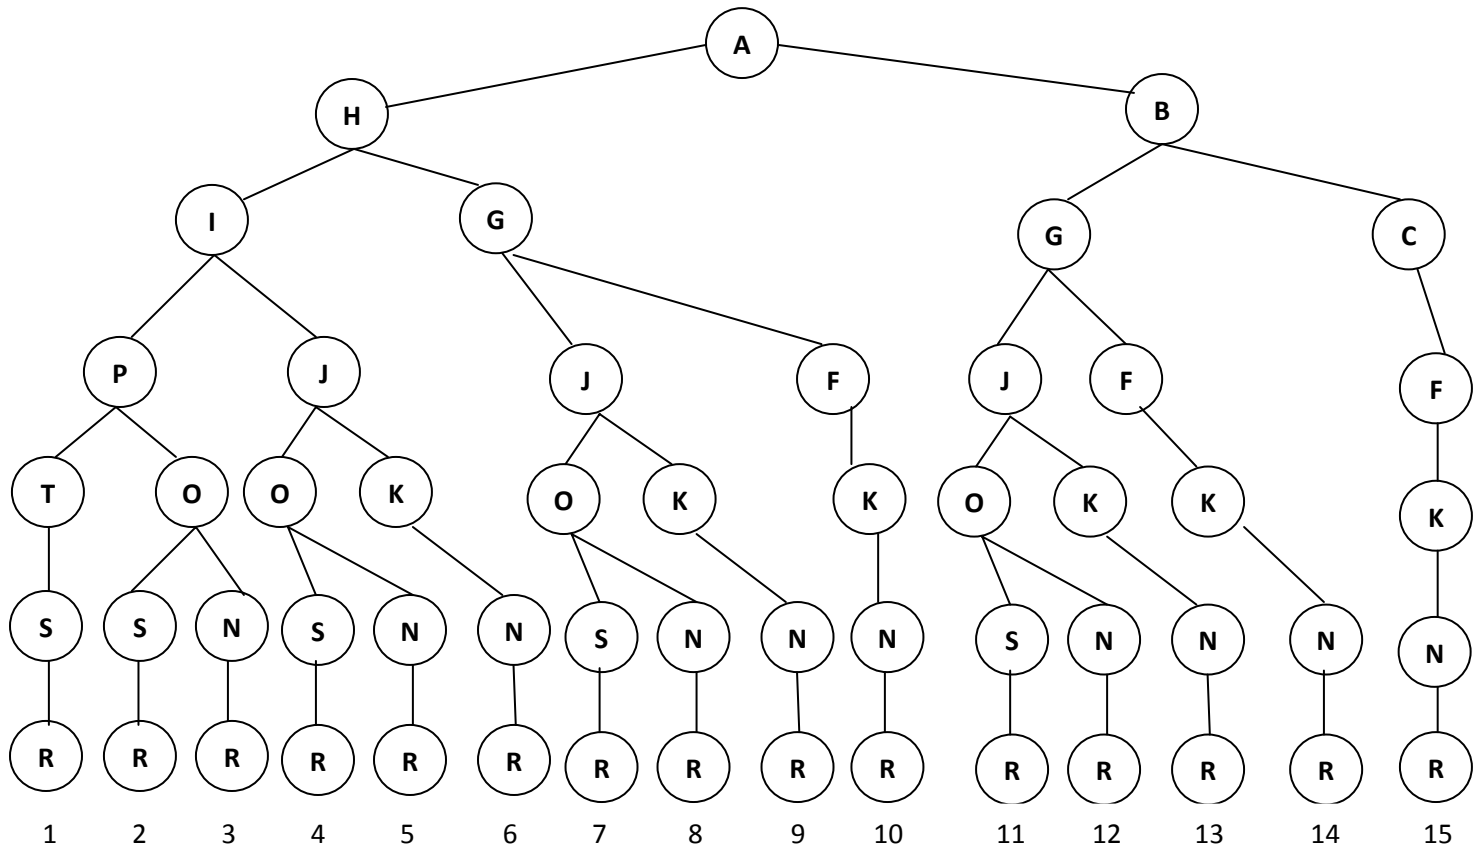 A
H B
I G G C
P J J F J F F
T O O K O K K O K K K
S S N S N N S N N N S N N N N
R R R R R R R R R R R R R R R
1 2 3 4 5 6 7 8 9 10 11 12 13 14 15